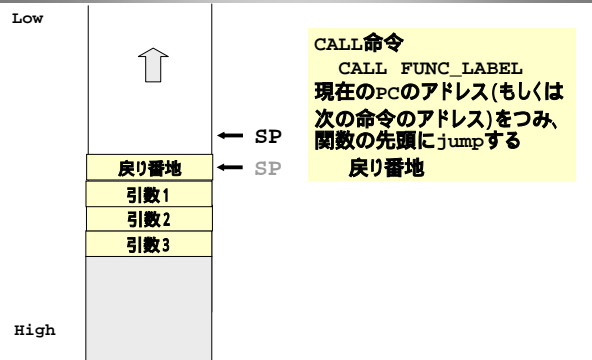 Low
CALL命令
CALL FUNC_LABEL
現在のPCのアドレス(もしくは
次の命令のアドレス)をつみ、
関数の先頭にjumpする
戻り番地
SP
戻り番地
SP
引数1
引数2
引数3
High